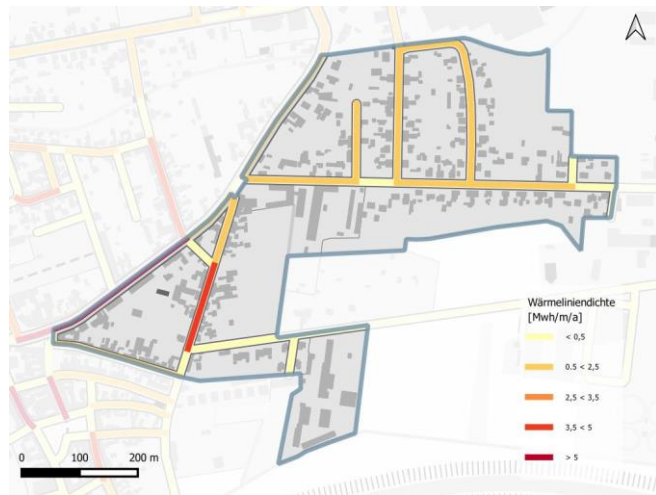 Wärmeliniendichte
[Mwh/m/a]
< 0,5
0.5 < 2,5
2,5 < 3,5
3,5 < 5
> 5
0 100 200 m